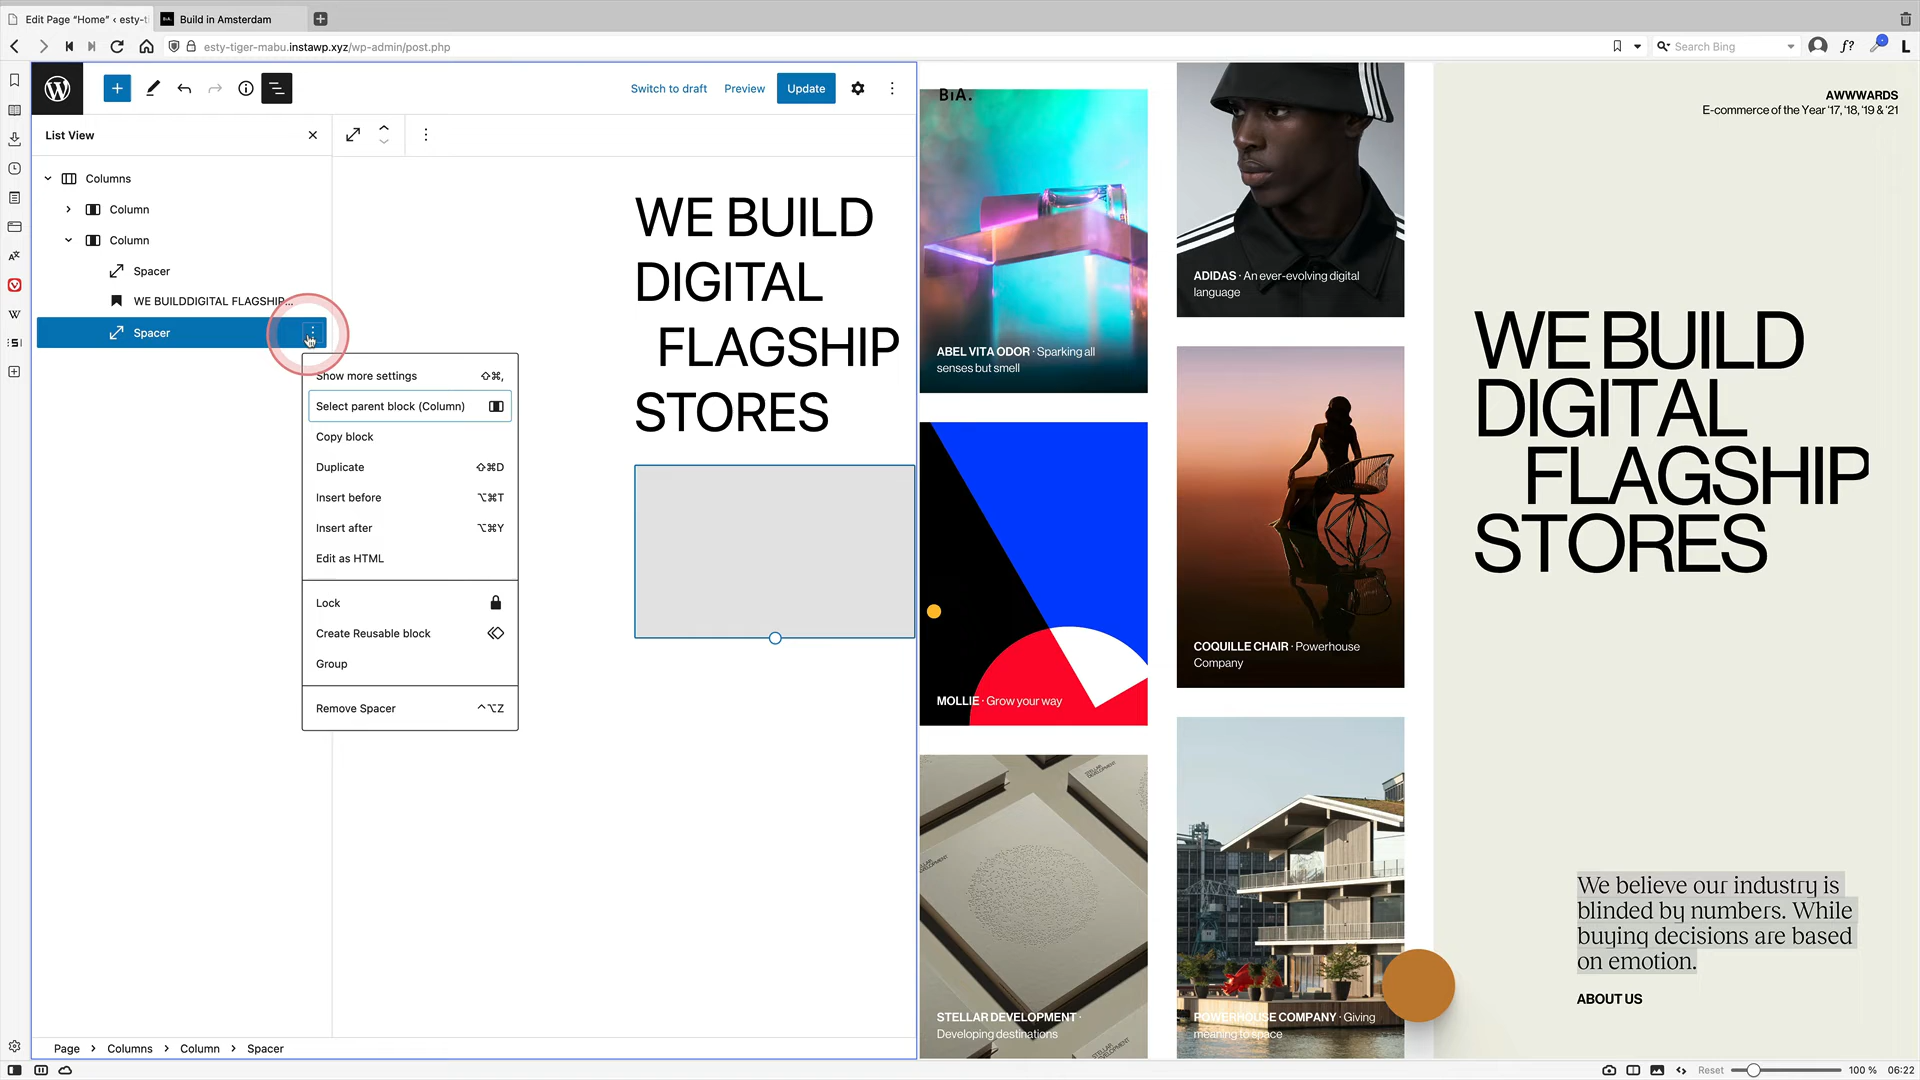 Edit Page “Home” ‹ esty-ti
BiA.
Build in Amsterdam
esty-tiger-mabu.instawp.xyz/wp-admin/post.php
Search Bing
Switch to draft
Preview
Update
List View
Columns
Column
Column
Spacer
WE BUILDDIGITAL FLAGSHIP...
Spacer
Show more settings ⇧⌘,
Select parent block (Column)
Copy block
Duplicate ⇧⌘D
Insert before ⌥⌘T
Insert after ⌥⌘Y
Edit as HTML
Lock
Create Reusable block
Group
Remove Spacer ^⌥Z
WE BUILD
DIGITAL
FLAGSHIP
STORES
Page > Columns > Column > Spacer
BiA.
ABEL VITA ODOR · Sparking all
senses but smell
MOLLIE · Grow your way
STELLAR DEVELOPMENT ·
Developing destinations
ADIDAS · An ever-evolving digital
language
COQUILLE CHAIR · Powerhouse
Company
POWERHOUSE COMPANY · Giving
meaning to space
AWWWARDS
E-commerce of the Year '17, '18, '19 & '21
WE BUILD
DIGITAL
FLAGSHIP
STORES
We believe our industry is
blinded by numbers. While
buying decisions are based
on emotion.
ABOUT US
Reset
100 %
06:22